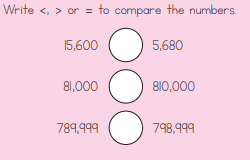 Write <, > or = to compare the numbers.
15,600 5,680
81,000 810,000
789,999 798,999